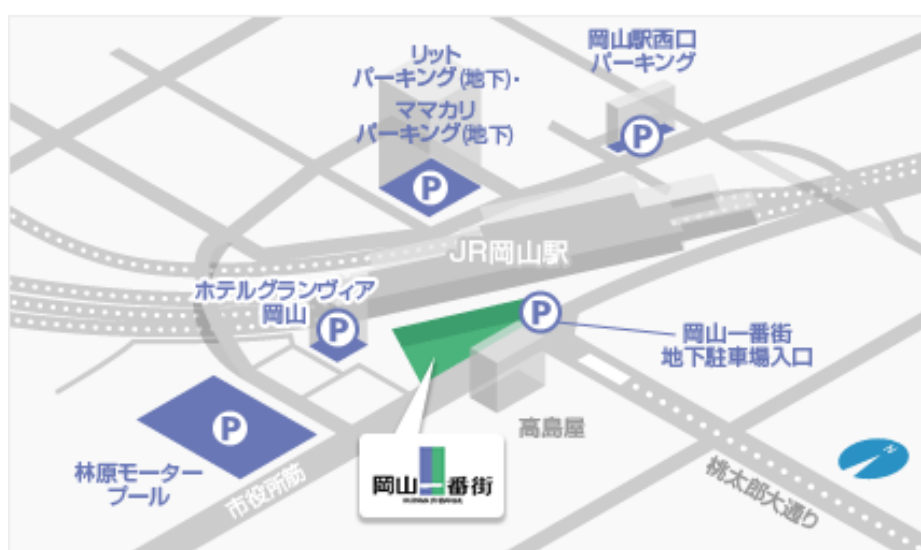 リット
パーキング(地下)・
ママカリ
パーキング(地下)
P
岡山駅西口
パーキング
P
JR岡山駅
ホテルグランヴィア
岡山
P
P
岡山一番街
地下駐車場入口
林原モーター
プール
P
高島屋
岡山一番街
市役所筋
桃太郎大通り
N